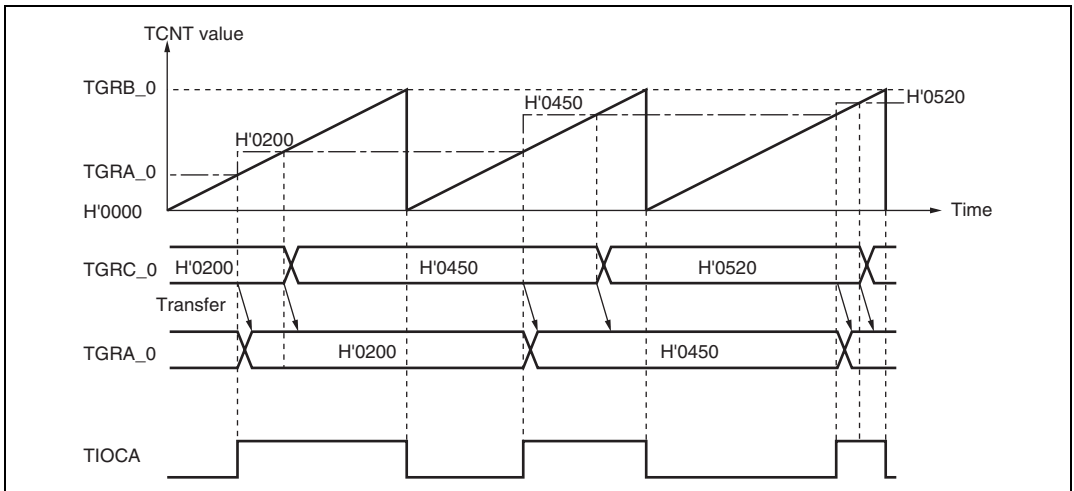 TCNT value
TGRB_0
H'0520
H'0450
H'0200
TGRA_0
H'0000
Time
TGRC_0
H'0200
H'0450
H'0520
Transfer
TGRA_0
H'0200
H'0450
TIOCA